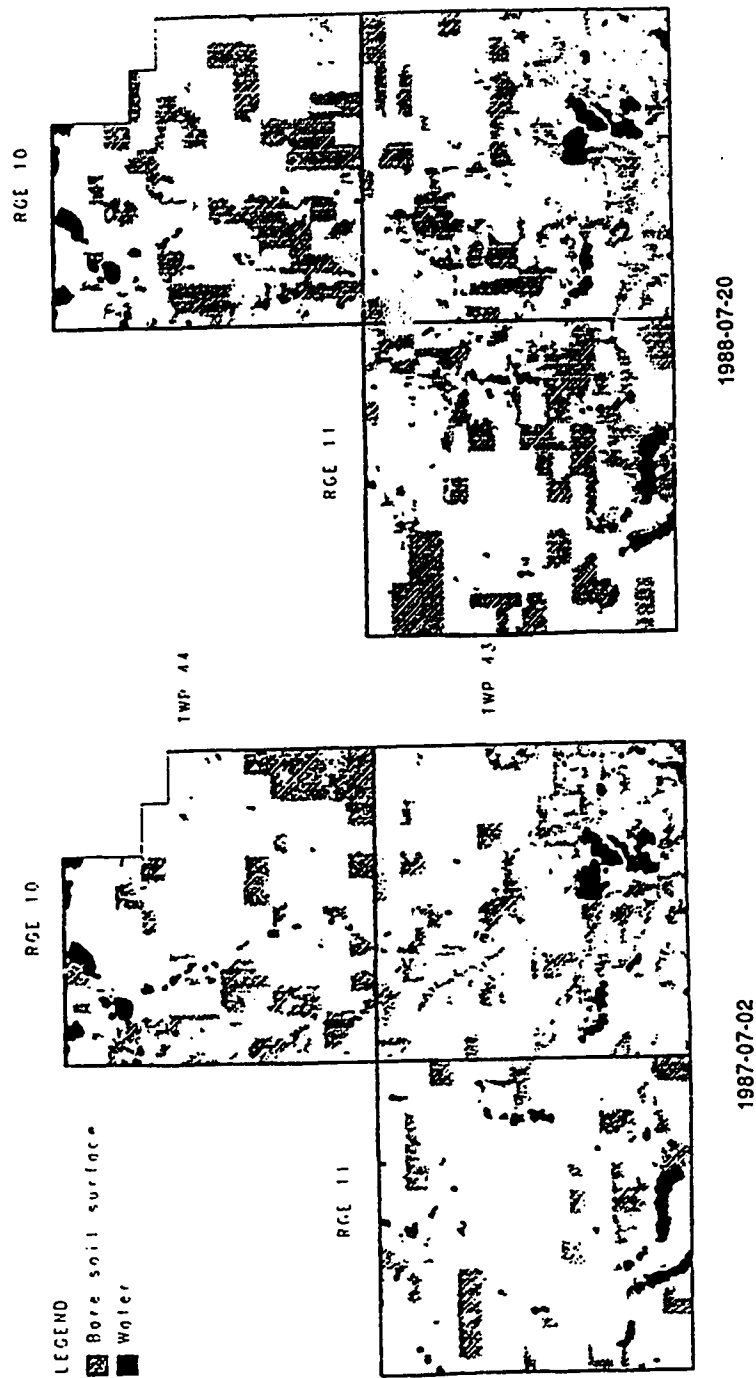 LEGEND
Bare soil surface
Water
RGE 10
RGE 11
TWP 44
TWP 43
1987-07-02
RGE 10
RGE 11
1988-07-20